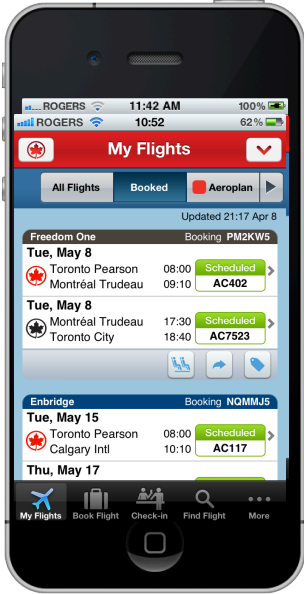 ROGERS 11:42 AM 100%
ROGERS 10:52 62%
My Flights
All Flights Booked Aeroplan
Updated 21:17 Apr 8
Freedom One Booking PM2KW5
Tue, May 8
Toronto Pearson 08:00 Scheduled
Montréal Trudeau 09:10 AC402
Tue, May 8
Montréal Trudeau 17:30 Scheduled
Toronto City 18:40 AC7523
Enbridge Booking NQMMJ5
Tue, May 15
Toronto Pearson 08:00 Scheduled
Calgary Intl 10:10 AC117
Thu, May 17
My Flights Book Flight Check-in Find Flight More